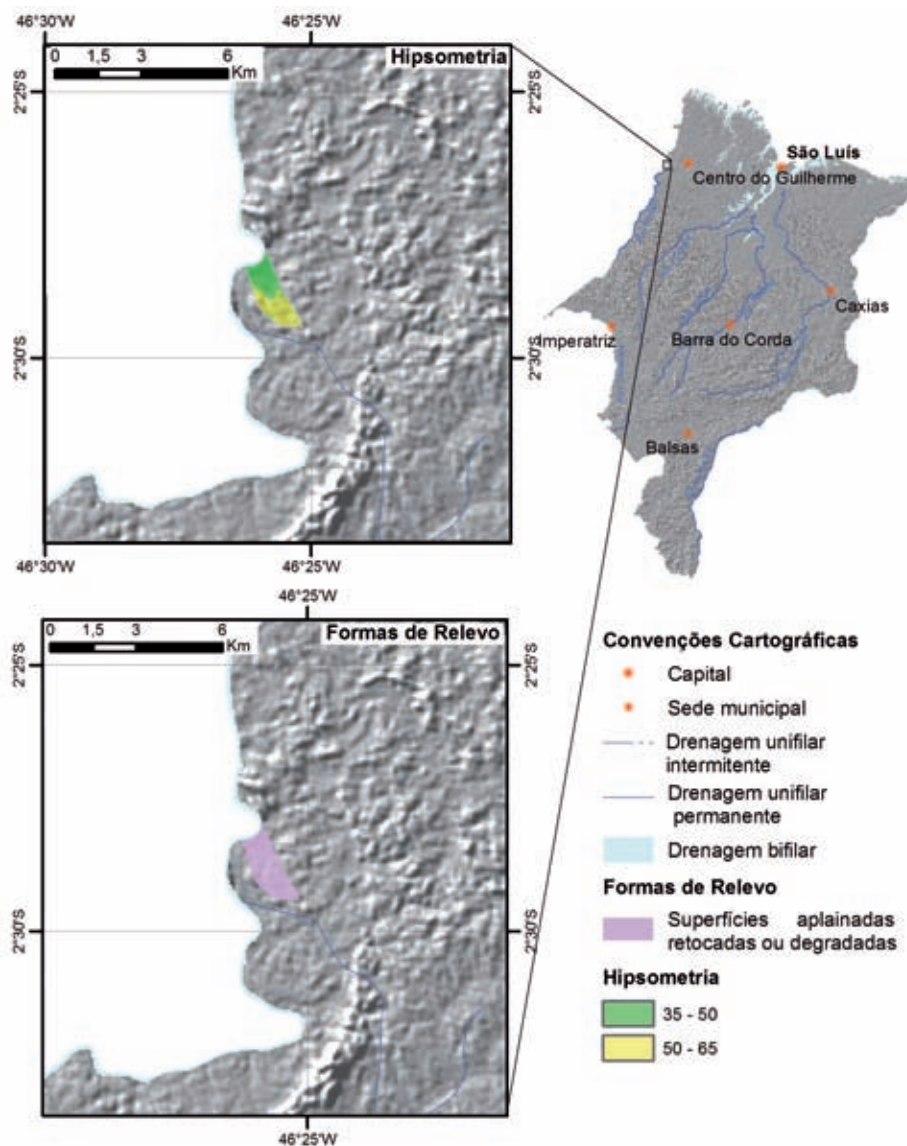 46°30'W
46°25'W
0 1,5 3 6
Km
Hipsometria
2°25'S
2°25'S
2°30'S
2°30'S
46°30'W
46°25'W
São Luís
Centro do Guilherme
Caxias
Imperatriz
Barra do Corda
Balsas
46°25'W
0 1,5 3 6
Km
Formas de Relevo
2°25'S
2°30'S
46°25'W
Convenções Cartográficas
Capital
Sede municipal
Drenagem unifilar
intermitente
Drenagem unifilar
permanente
Drenagem bifilar
Formas de Relevo
Superfícies aplainadas
retocadas ou degradadas
Hipsometria
35 - 50
50 - 65